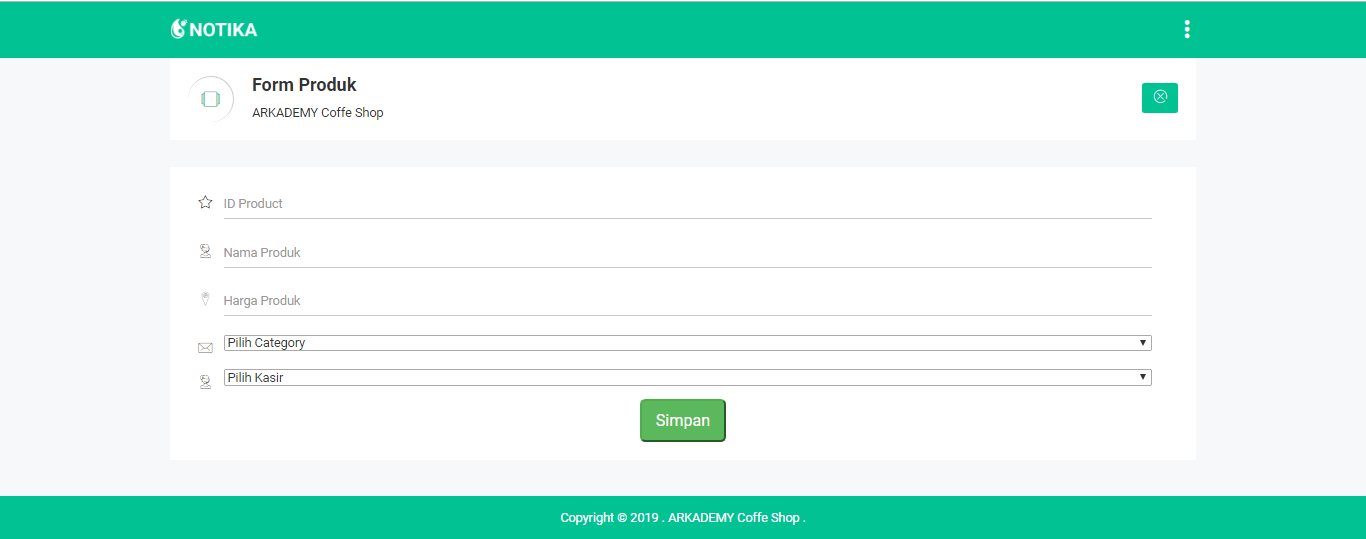 NOTIKA
Form Produk
ARKADEMY Coffe Shop
ID Product
Nama Produk
Harga Produk
Pilih Category
Pilih Kasir
Simpan
Copyright © 2019 . ARKADEMY Coffe Shop .